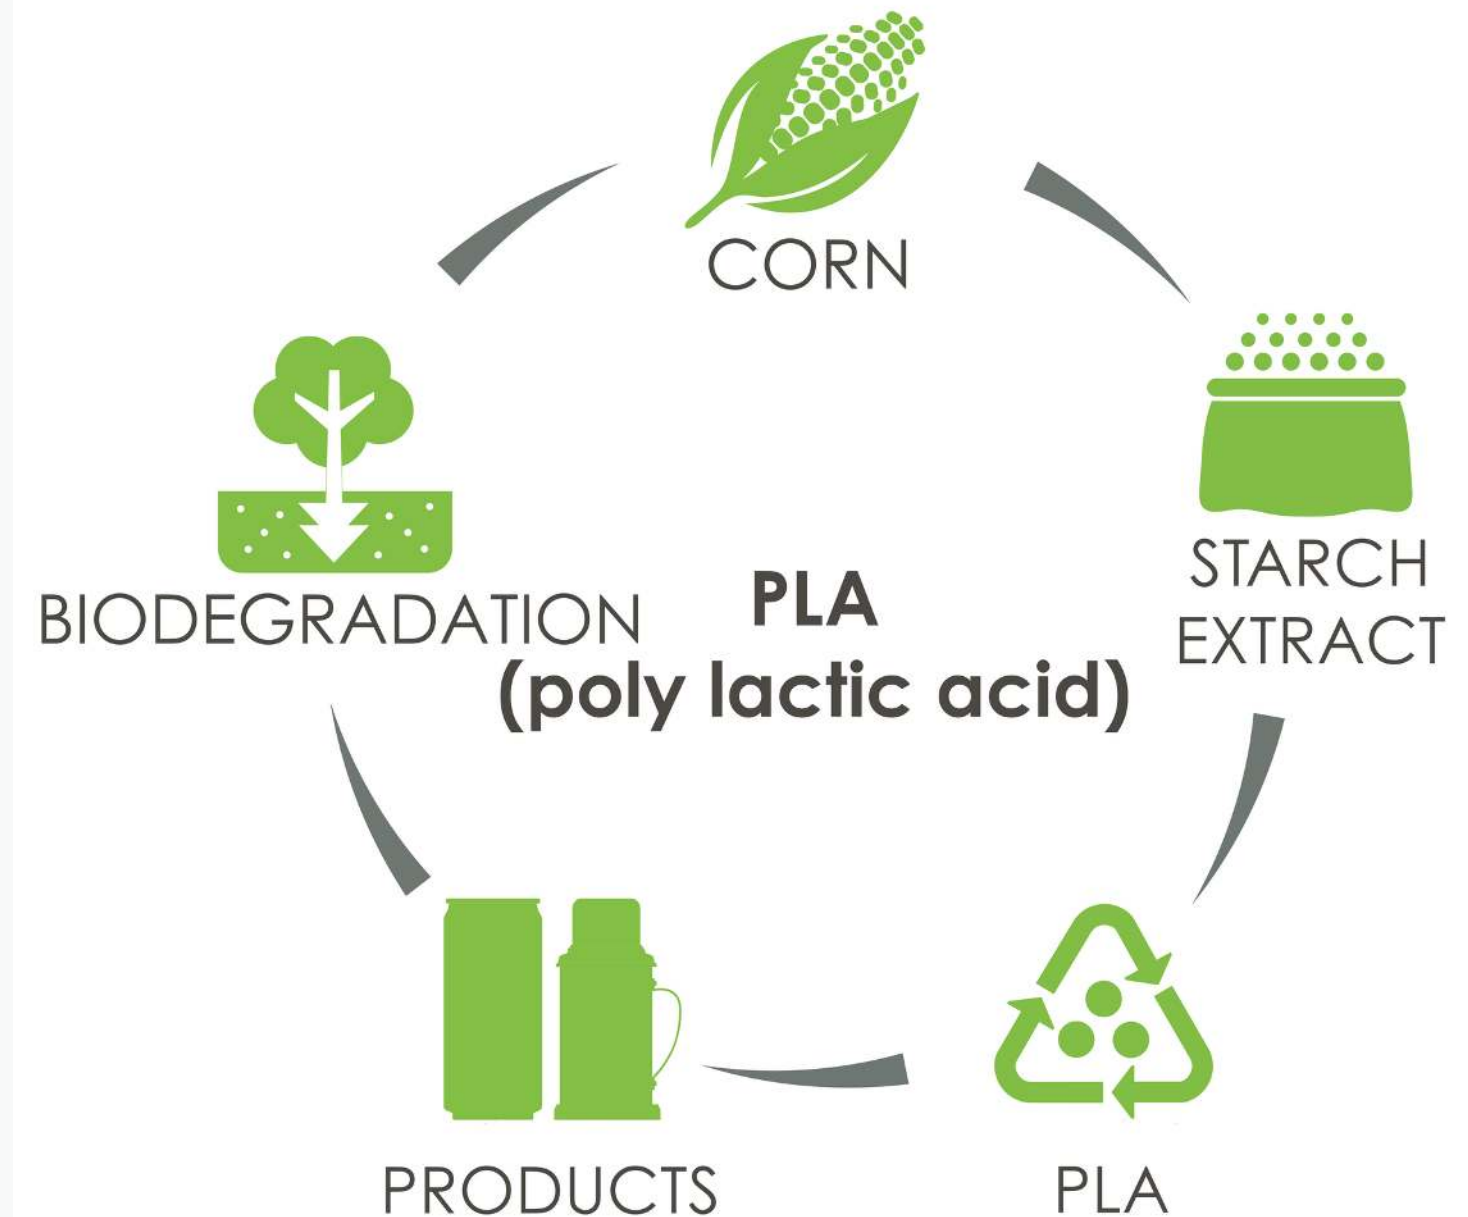 CORN
STARCH
EXTRACT
BIODEGRADATION
PLA
(poly lactic acid)
PRODUCTS
PLA